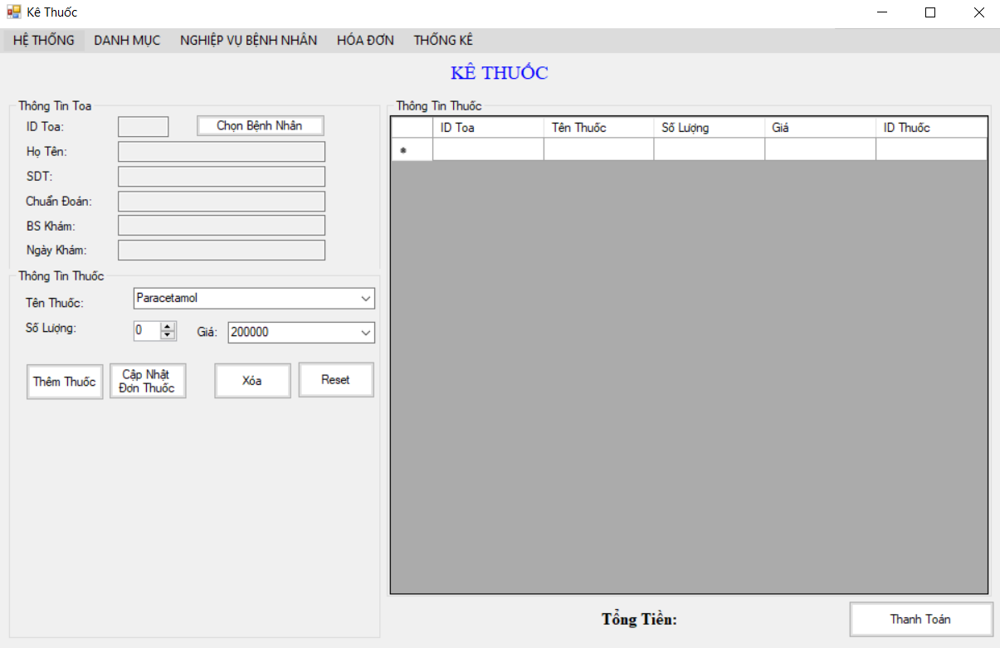 Kê Thuốc
HỆ THỐNG DANH MỤC NGHIỆP VỤ BỆNH NHÂN HÓA ĐƠN THỐNG KÊ
KÊ THUỐC
Thông Tin Toa
ID Toa: Chọn Bệnh Nhân
Họ Tên:
SDT:
Chuẩn Đoán:
BS Khám:
Ngày Khám:
Thông Tin Thuốc
Tên Thuốc: Paracetamol
Số Lượng: 0 Giá: 200000
Thêm Thuốc
Cập Nhật
Đơn Thuốc
Xóa
Reset
Thông Tin Thuốc
ID Toa Tên Thuốc Số Lượng Giá ID Thuốc
Tổng Tiền:
Thanh Toán